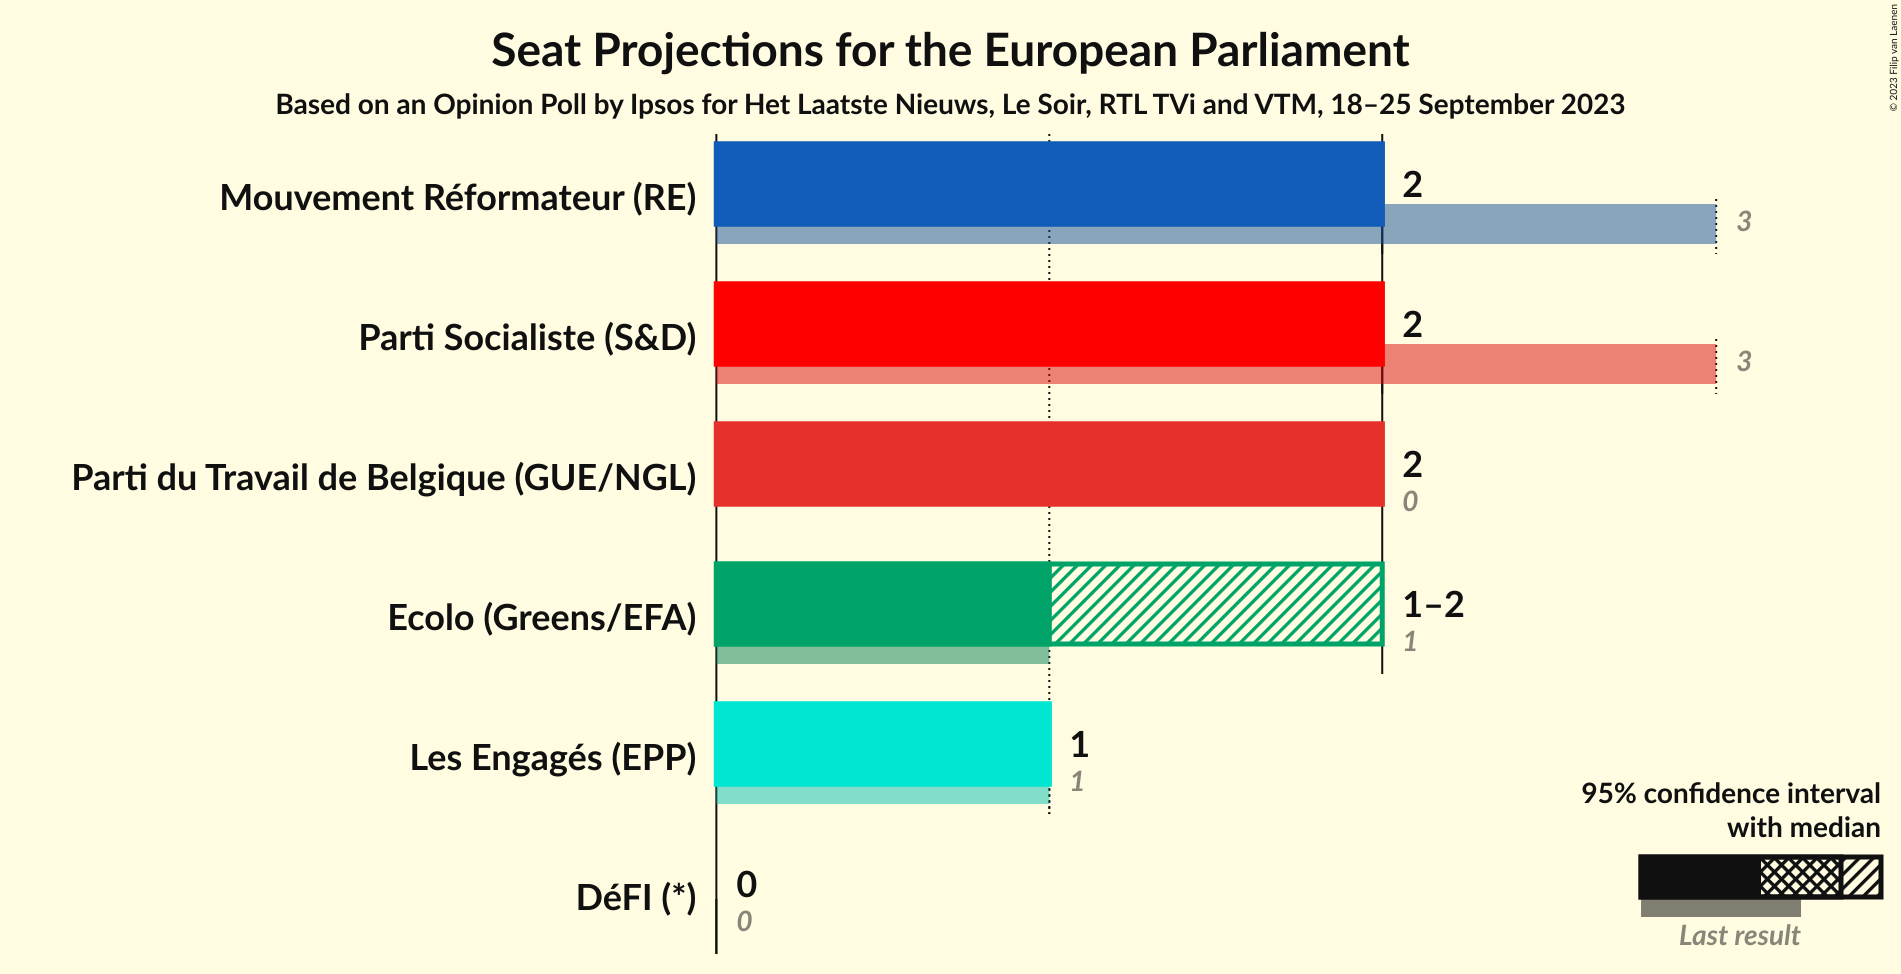 Seat Projections for the European Parliament
Based on an Opinion Poll by Ipsos for Het Laatste Nieuws, Le Soir, RTL TVi and VTM, 18–25 September 2023
© 2023 Filip van Laenen
Mouvement Réformateur (RE)
2
3
Parti Socialiste (S&D)
2
3
Parti du Travail de Belgique (GUE/NGL)
2
0
Ecolo (Greens/EFA)
1–2
1
Les Engagés (EPP)
1
1
DéFI (*)
0
0
95% confidence interval
with median
Last result